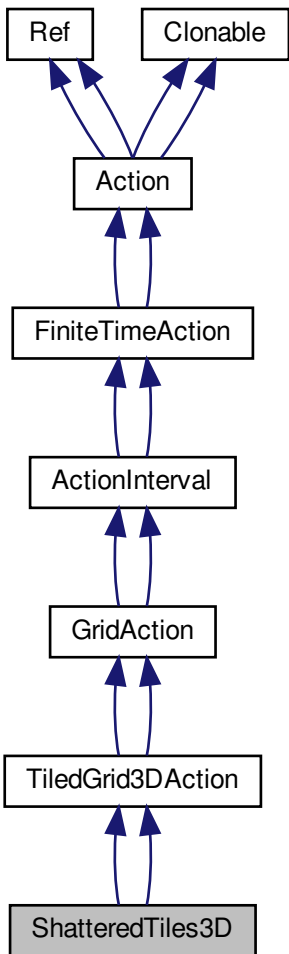 Ref
Clonable
Action
FiniteTimeAction
ActionInterval
GridAction
TiledGrid3DAction
ShatteredTiles3D